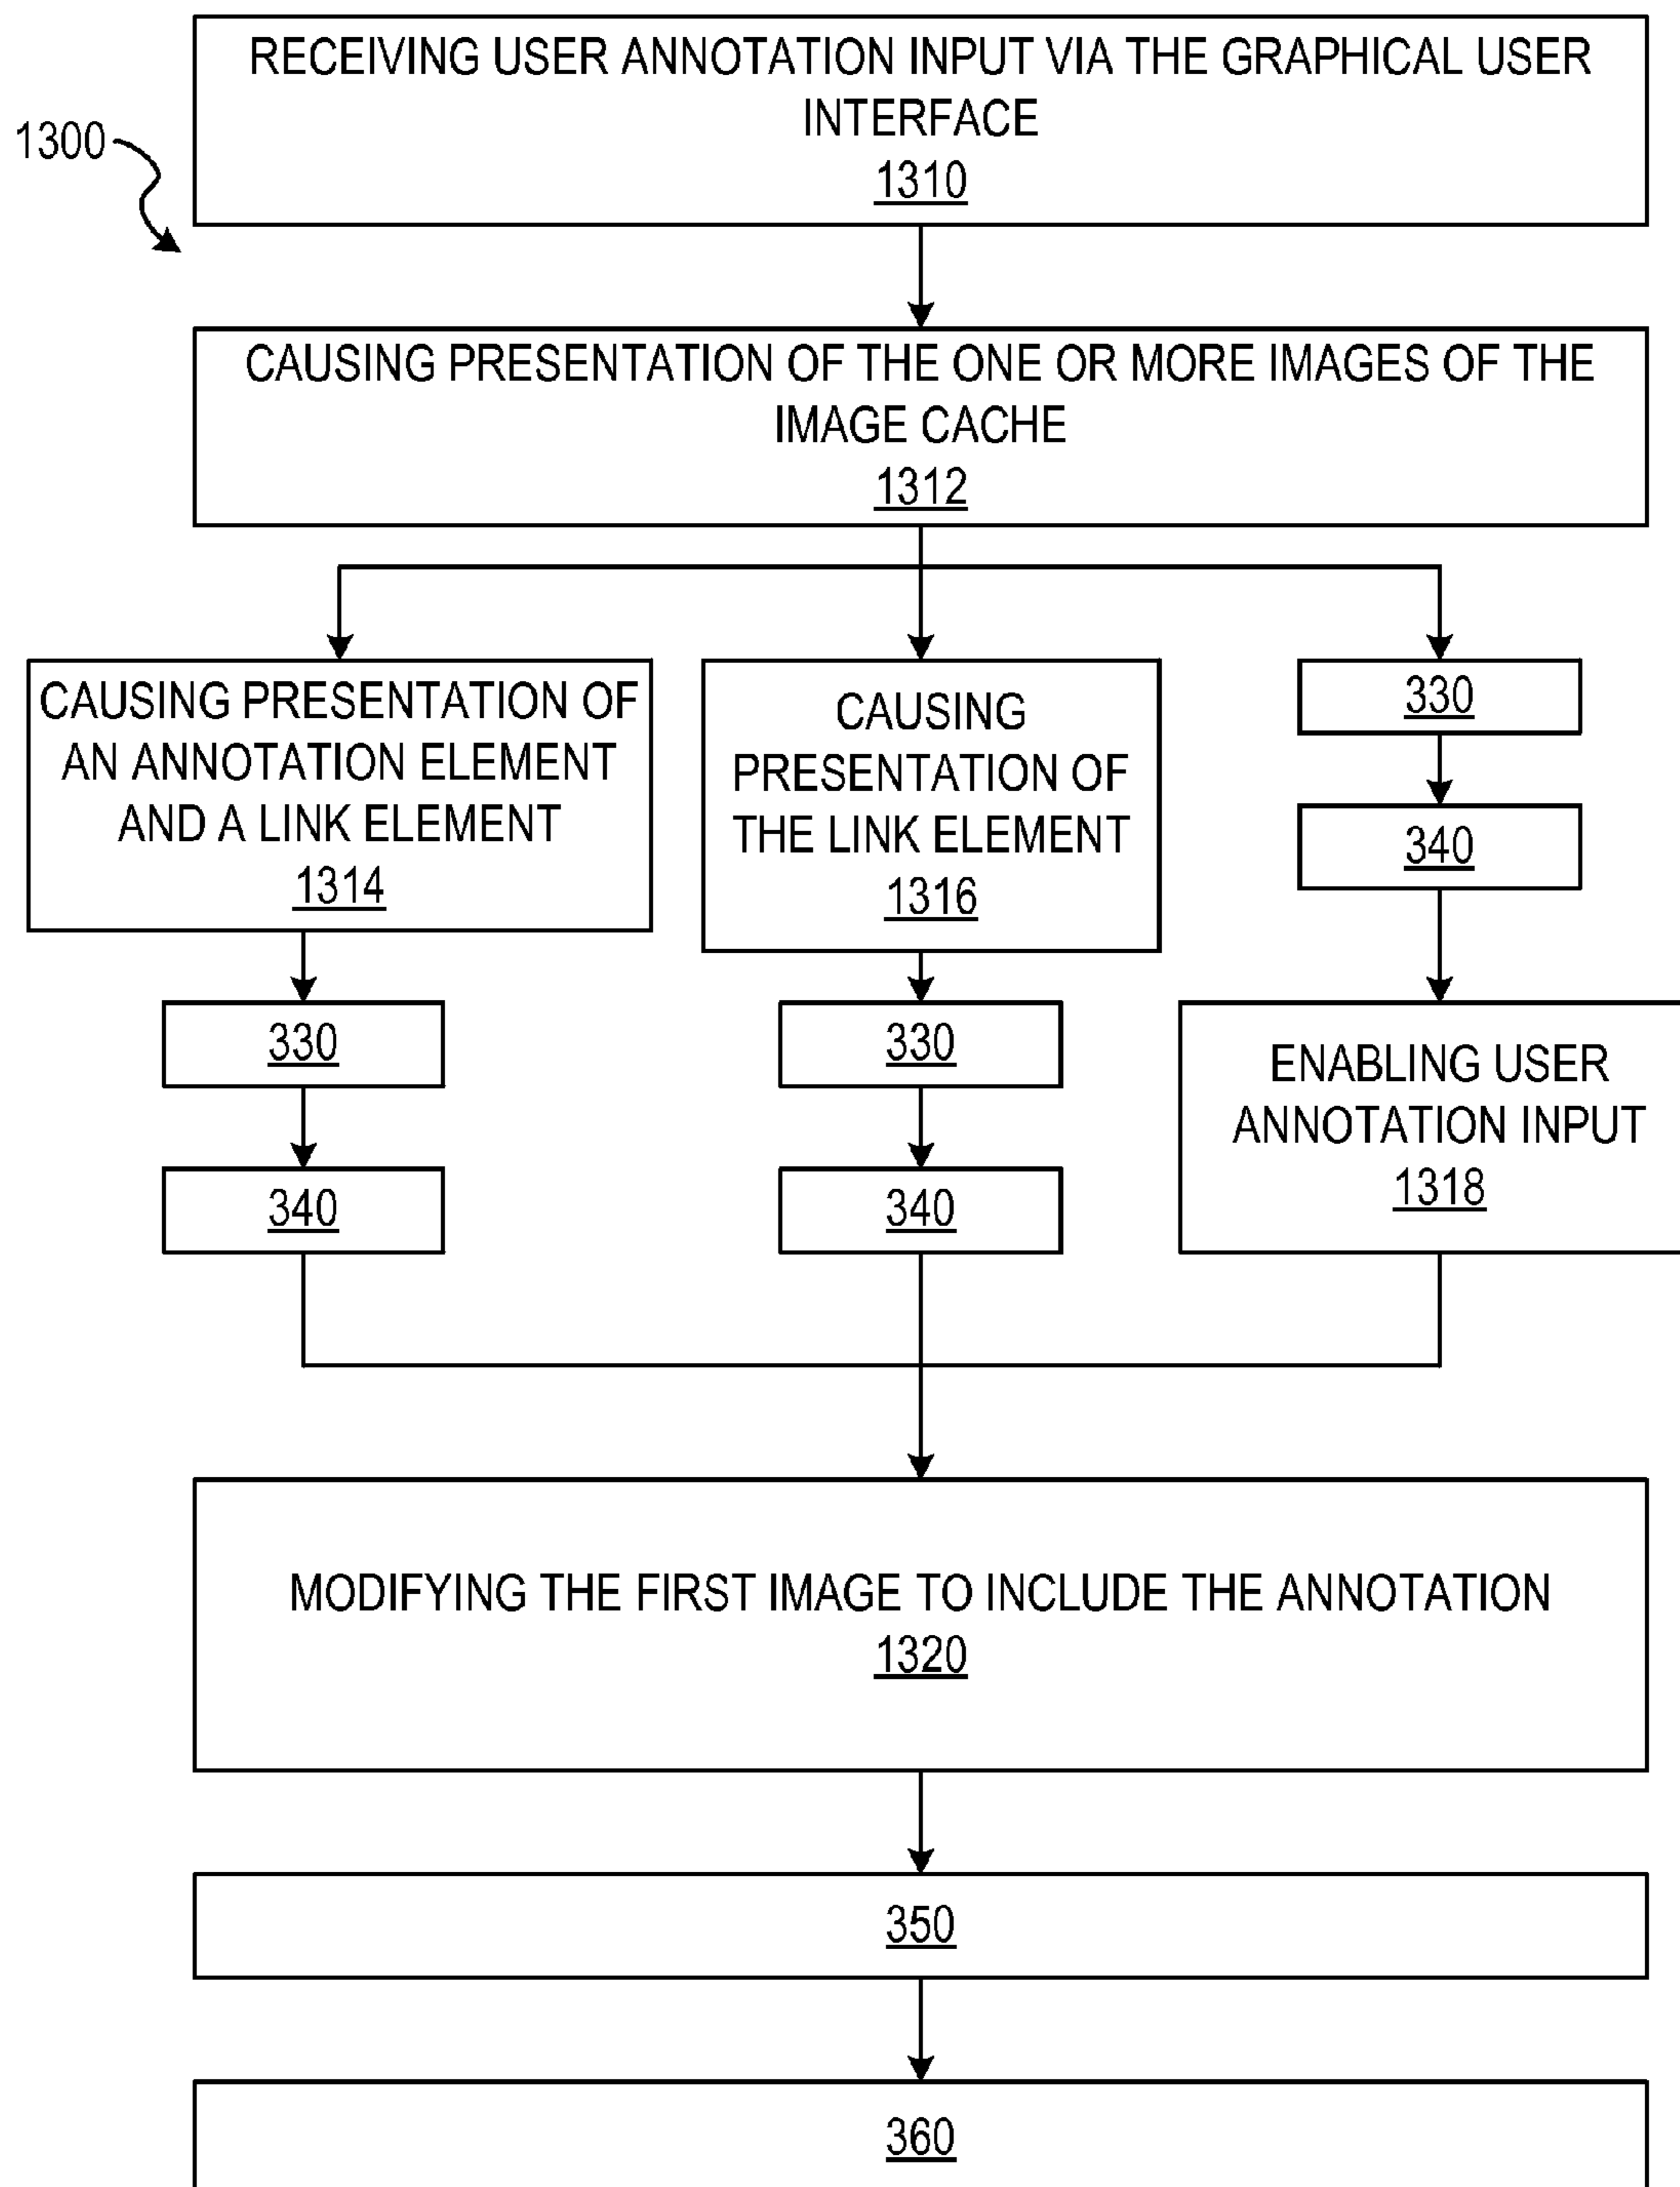 RECEIVING USER ANNOTATION INPUT VIA THE GRAPHICAL USER
INTERFACE
1310
1300
CAUSING PRESENTATION OF THE ONE OR MORE IMAGES OF THE
IMAGE CACHE
1312
CAUSING PRESENTATION OF
AN ANNOTATION ELEMENT
AND A LINK ELEMENT
1314
330
340
CAUSING
PRESENTATION OF
THE LINK ELEMENT
1316
330
340
330
340
ENABLING USER
ANNOTATION INPUT
1318
MODIFYING THE FIRST IMAGE TO INCLUDE THE ANNOTATION
1320
350
360